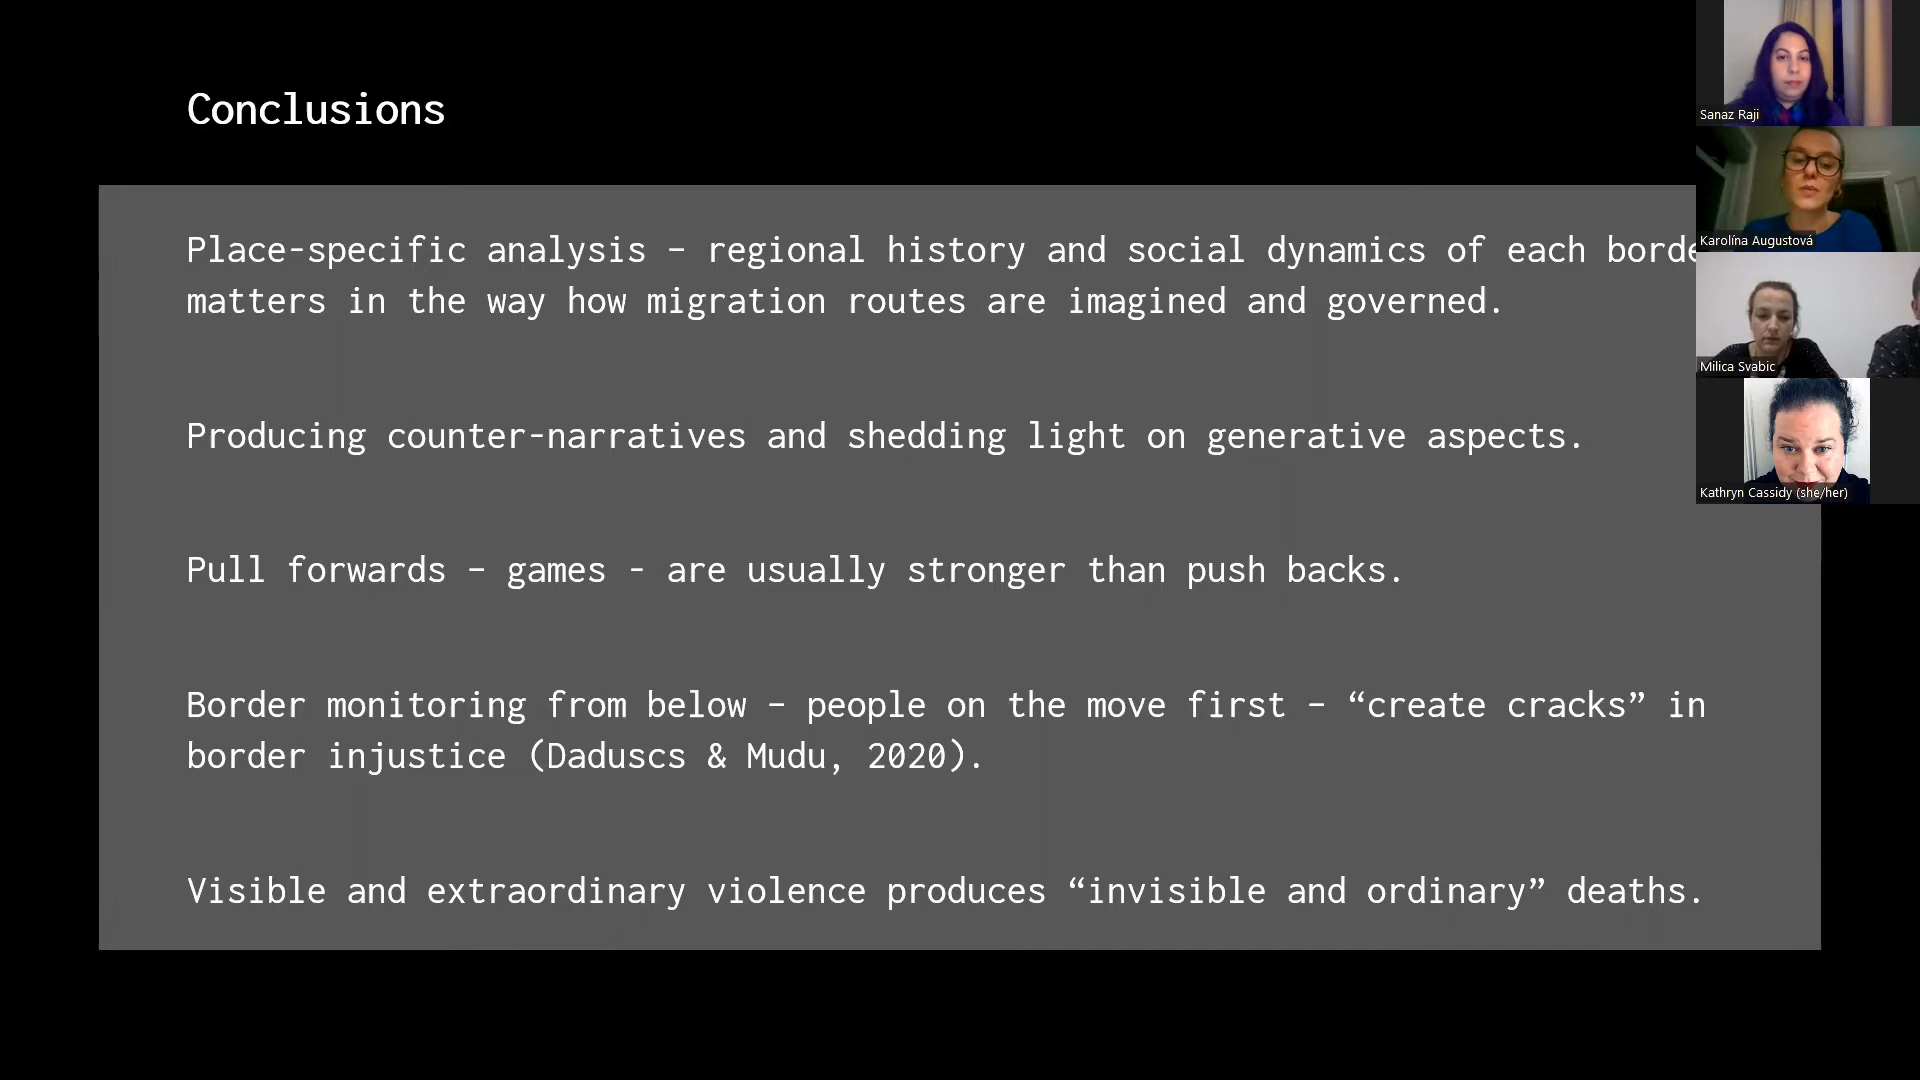 Conclusions
Sanaz Raji
Karolína Augustová
Place-specific analysis – regional history and social dynamics of each borde
matters in the way how migration routes are imagined and governed.
Milica Svabic
Producing counter-narratives and shedding light on generative aspects.
Kathryn Cassidy (she/her)
Pull forwards – games - are usually stronger than push backs.
Border monitoring from below – people on the move first – “create cracks” in
border injustice (Daduscs & Mudu, 2020).
Visible and extraordinary violence produces “invisible and ordinary” deaths.